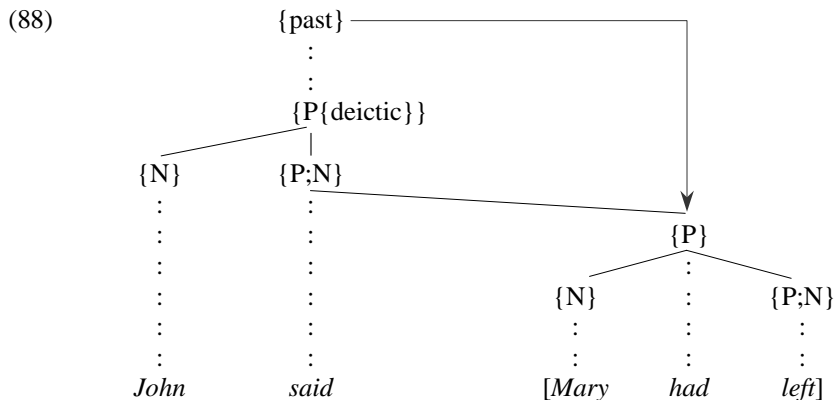 (88) {past}
:
:
{P{deictic}}
{N} {P;N}
: :
: :
: : {P}
: : :
: : {N} : {P;N}
: : : : :
: : : : :
John said [Mary had left]